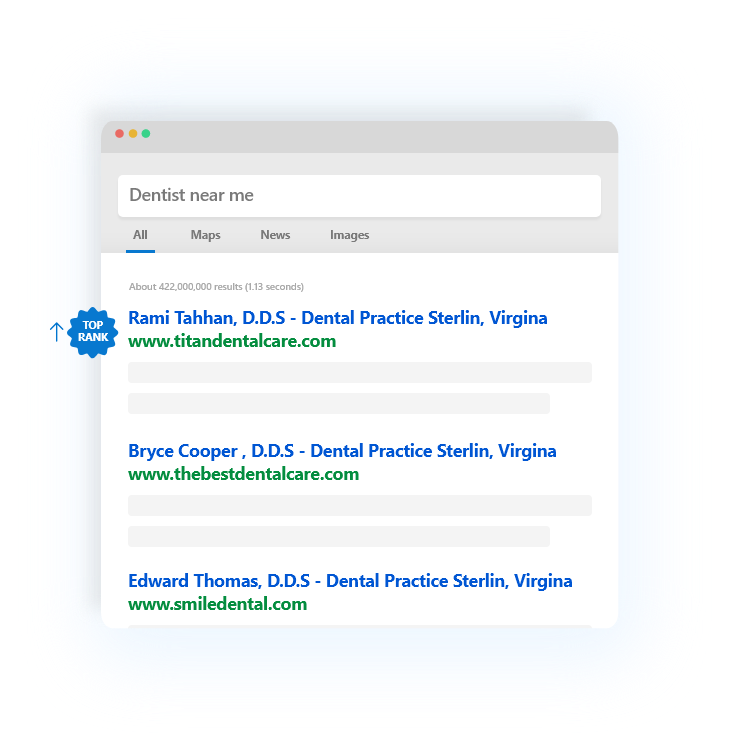 Dentist near me
All Maps News Images
About 422,000,000 results (1.13 seconds)
TOP
RANK
Rami Tahhan, D.D.S - Dental Practice Sterlin, Virgina
www.titandentalcare.com
Bryce Cooper , D.D.S - Dental Practice Sterlin, Virgina
www.thebestdentalcare.com
Edward Thomas, D.D.S - Dental Practice Sterlin, Virgina
www.smiledental.com